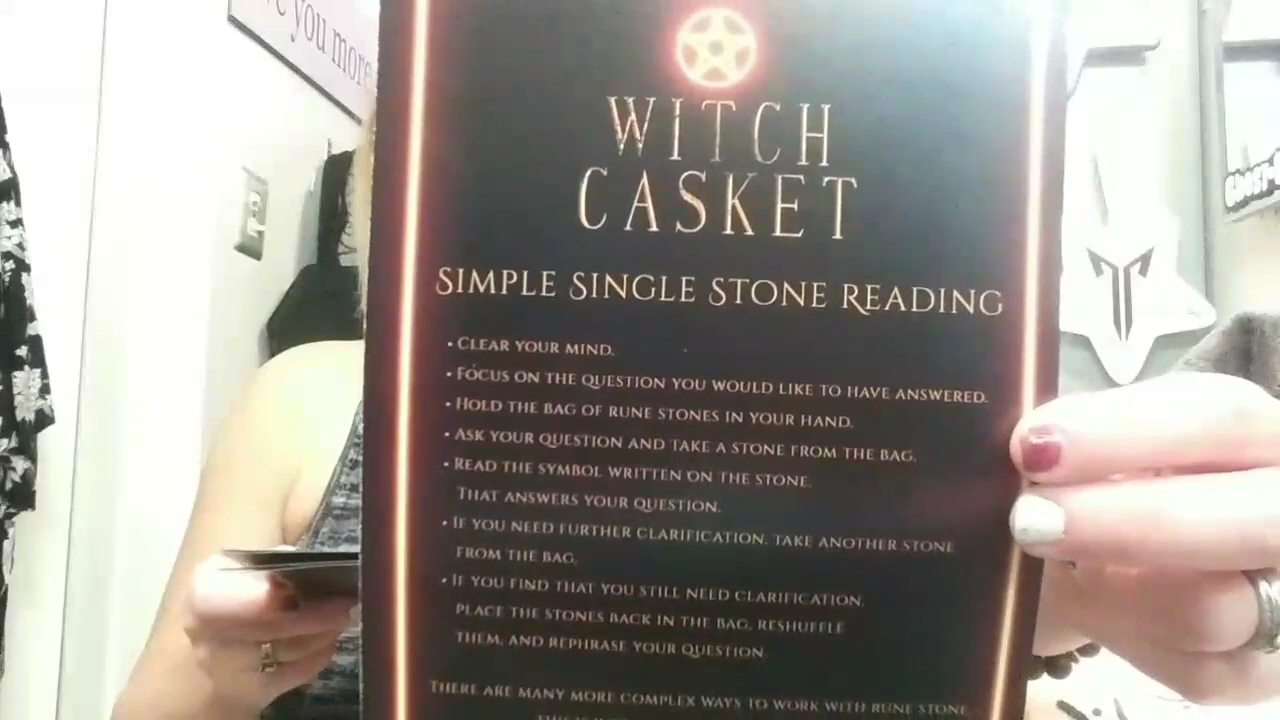 ve you more
WITCH
CASKET
SIMPLE SINGLE STONE READING
• CLEAR YOUR MIND.
• FOCUS ON THE QUESTION YOU WOULD LIKE TO HAVE ANSWERED.
• HOLD THE BAG OF RUNE STONES IN YOUR HAND.
• ASK YOUR QUESTION AND TAKE A STONE FROM THE BAG.
• READ THE SYMBOL WRITTEN ON THE STONE.
THAT ANSWERS YOUR QUESTION.
• IF YOU NEED FURTHER CLARIFICATION, TAKE ANOTHER STONE
FROM THE BAG.
• IF YOU FIND THAT YOU STILL NEED CLARIFICATION,
PLACE THE STONES BACK IN THE BAG, RESHUFFLE
THEM, AND REPHRASE YOUR QUESTION.
THERE ARE MANY MORE COMPLEX WAYS TO WORK WITH RUNE STONE